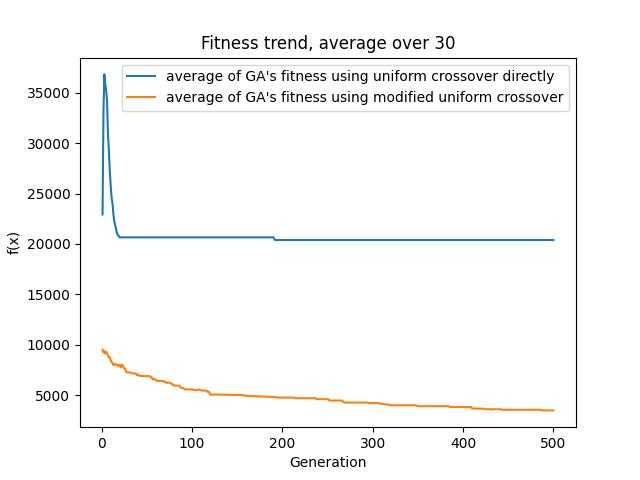 Fitness trend, average over 30
average of GA's fitness using uniform crossover directly
average of GA's fitness using modified uniform crossover
f(x)
35000
30000
25000
20000
15000
10000
5000
0 100 200 300 400 500
Generation